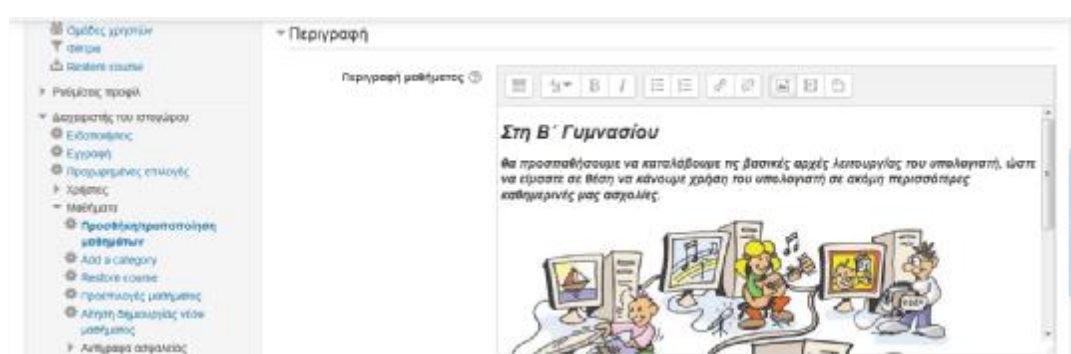 Ομάδες χρηστών
Φίλτρα
Restore course
Ρυθμίσεις προφίλ
Διαχειριστής του ιστοχώρου
Ειδοποιήσεις
Εγγραφή
Προχωρημένες επιλογές
Χρήστες
Μαθήματα
Προσθήκη/τροποποίηση
μαθημάτων
Add a category
Restore course
Προεπιλογές μαθήματος
Αίτηση δημιουργίας νέου
μαθήματος
Αντίγραφα ασφαλείας
Περιγραφή
Περιγραφή μαθήματος
B I
Στη Β΄ Γυμνασίου
θα προσπαθήσουμε να καταλάβουμε τις βασικές αρχές λειτουργίας του υπολογιστή, ώστε
να είμαστε σε θέση να κάνουμε χρήση του υπολογιστή σε ακόμη περισσότερες
καθημερινές μας ασχολίες.